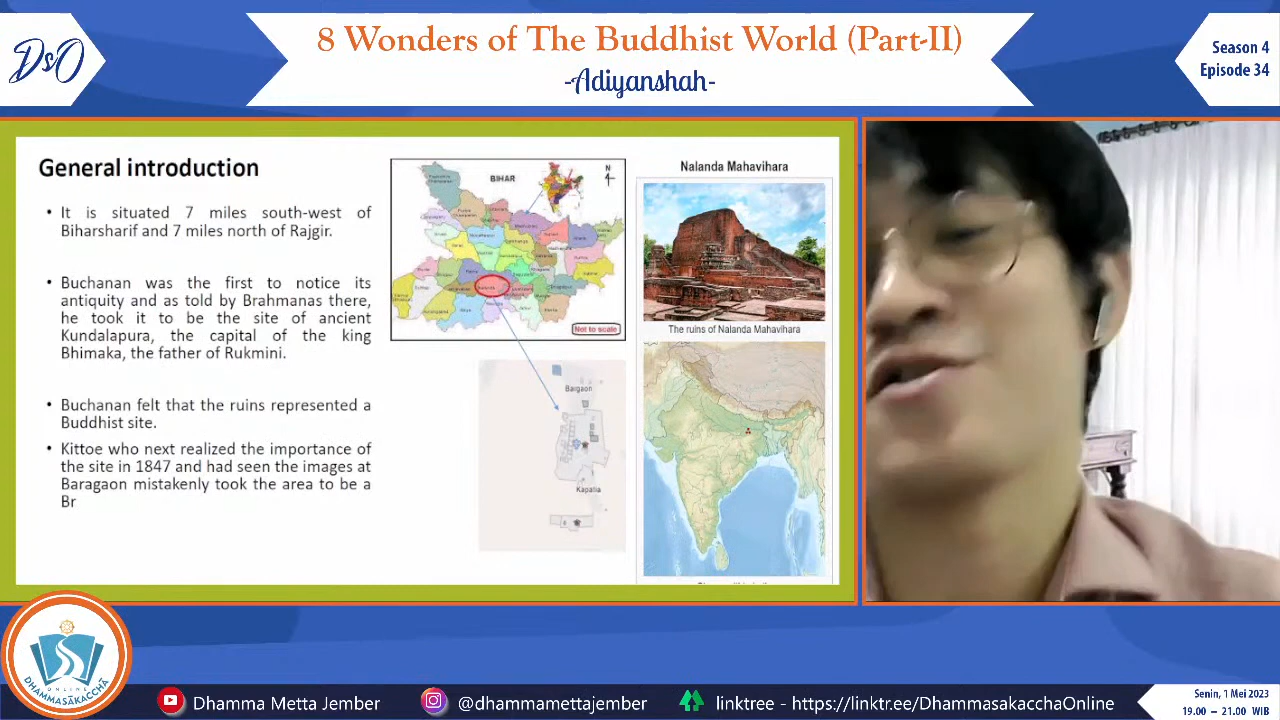 DsO
8 Wonders of The Buddhist World (Part-II)
-Adiyanshah-
Season 4
Episode 34
General introduction
• It is situated 7 miles south-west of
Biharsharif and 7 miles north of Rajgir.
• Buchanan was the first to notice its
antiquity and as told by Brahmanas there,
he took it to be the site of ancient
Kundalapura, the capital of the king
Bhimaka, the father of Rukmini.
• Buchanan felt that the ruins represented a
Buddhist site.
• Kittoe who next realized the importance of
the site in 1847 and had seen the images at
Baragaon mistakenly took the area to be a
Br
BIHAR
N
Not to scale
Bargaon
Kapatia
Nalanda Mahavihara
The ruins of Nalanda Mahavihara
ONLINE
DHAMMASĀKACCHĀ
Dhamma Metta Jember
@dhammamettajember
linktree - https://linktr.ee/DhammasakacchaOnline
Senin, 1 Mei 2023
19.00 – 21.00 WIB